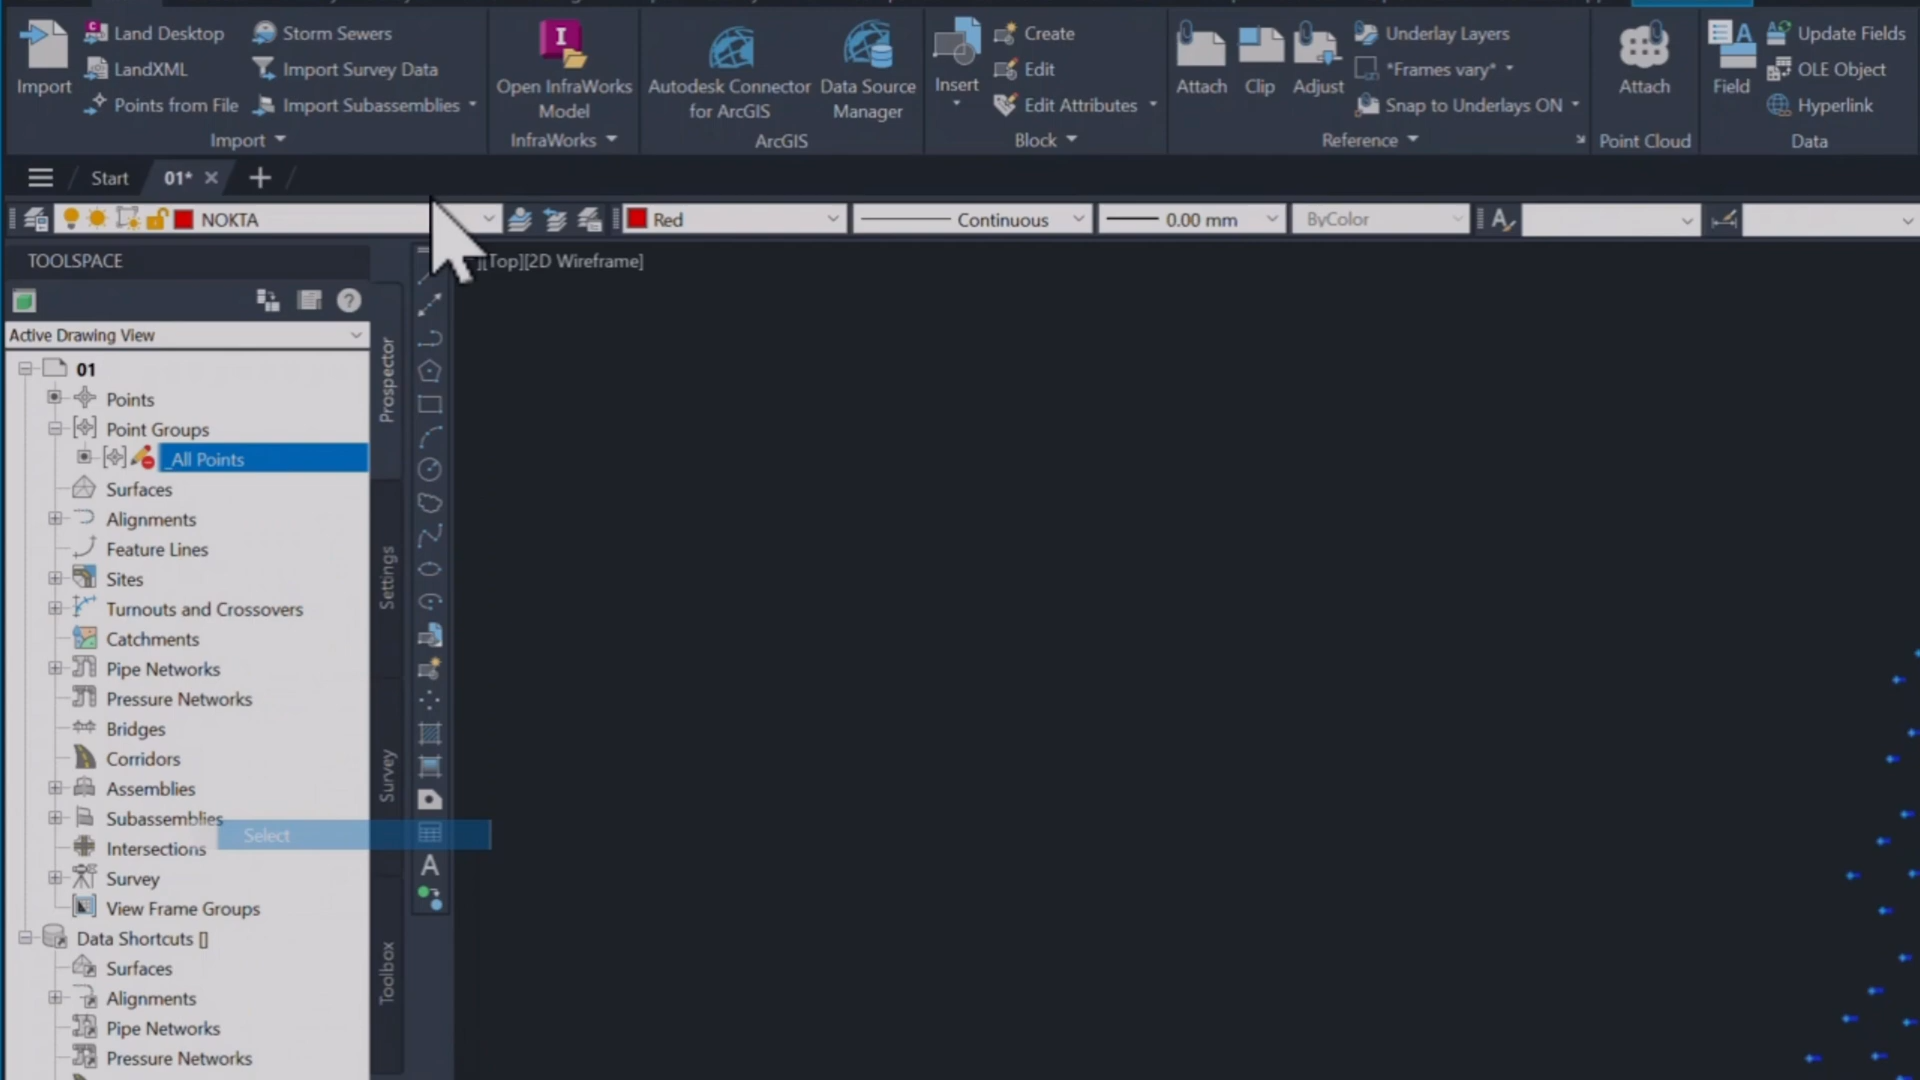 Land Desktop
Storm Sewers
Create
Underlay Layers
Update Fields
LandXML
Import Survey Data
Edit
*Frames vary*
OLE Object
Import
Open InfraWorks
Model
Autodesk Connector
for ArcGIS
Data Source
Manager
Insert
Attach
Clip
Adjust
Attach
Field
Points from File
Import Subassemblies
Edit Attributes
Snap to Underlays ON
Hyperlink
Import
InfraWorks
ArcGIS
Block
Reference
Point Cloud
Data
Start
01*
NOKTA
Red
Continuous
0.00 mm
ByColor
TOOLSPACE
][Top][2D Wireframe]
Active Drawing View
01
Points
Point Groups
_All Points
Surfaces
Alignments
Feature Lines
Sites
Turnouts and Crossovers
Catchments
Pipe Networks
Pressure Networks
Bridges
Corridors
Assemblies
Subassemblies
Select
Intersections
Survey
View Frame Groups
Data Shortcuts []
Surfaces
Alignments
Pipe Networks
Pressure Networks
Prospector
Settings
Survey
Toolbox